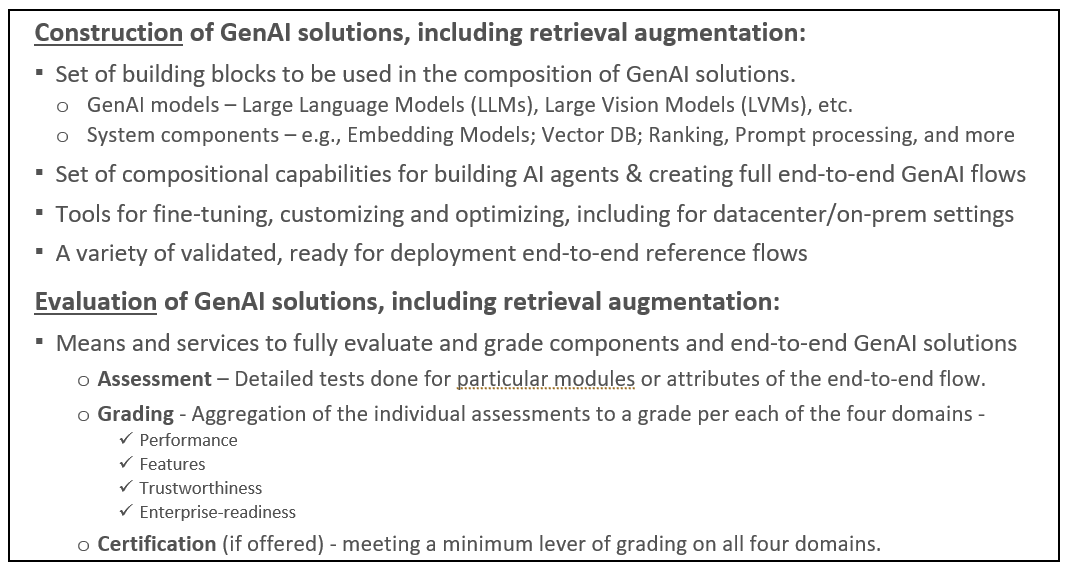 Construction of GenAI solutions, including retrieval augmentation:
▪ Set of building blocks to be used in the composition of GenAI solutions.
o GenAI models – Large Language Models (LLMs), Large Vision Models (LVMs), etc.
o System components – e.g., Embedding Models; Vector DB; Ranking, Prompt processing, and more
▪ Set of compositional capabilities for building AI agents & creating full end-to-end GenAI flows
▪ Tools for fine-tuning, customizing and optimizing, including for datacenter/on-prem settings
▪ A variety of validated, ready for deployment end-to-end reference flows
Evaluation of GenAI solutions, including retrieval augmentation:
▪ Means and services to fully evaluate and grade components and end-to-end GenAI solutions
o Assessment – Detailed tests done for particular modules or attributes of the end-to-end flow.
o Grading - Aggregation of the individual assessments to a grade per each of the four domains -
✓ Performance
✓ Features
✓ Trustworthiness
✓ Enterprise-readiness
o Certification (if offered) - meeting a minimum lever of grading on all four domains.